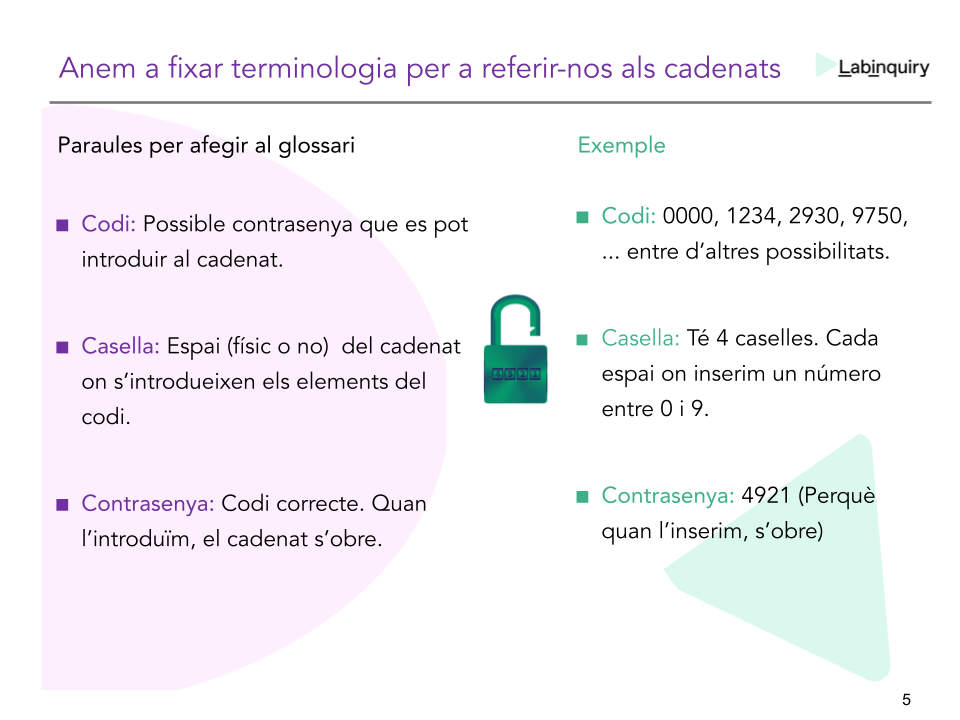 Anem a fixar terminologia per a referir-nos als cadenats
Labinquiry
Paraules per afegir al glossari
Codi: Possible contrasenya que es pot
introduir al cadenat.
Casella: Espai (físic o no)  del cadenat
on s’introdueixen els elements del
codi.
Contrasenya: Codi correcte. Quan
l’introduïm, el cadenat s’obre.
Exemple
Codi: 0000, 1234, 2930, 9750,
... entre d’altres possibilitats.
Casella: Té 4 caselles. Cada
espai on inserim un número
entre 0 i 9.
Contrasenya: 4921 (Perquè
quan l’inserim, s’obre)
5